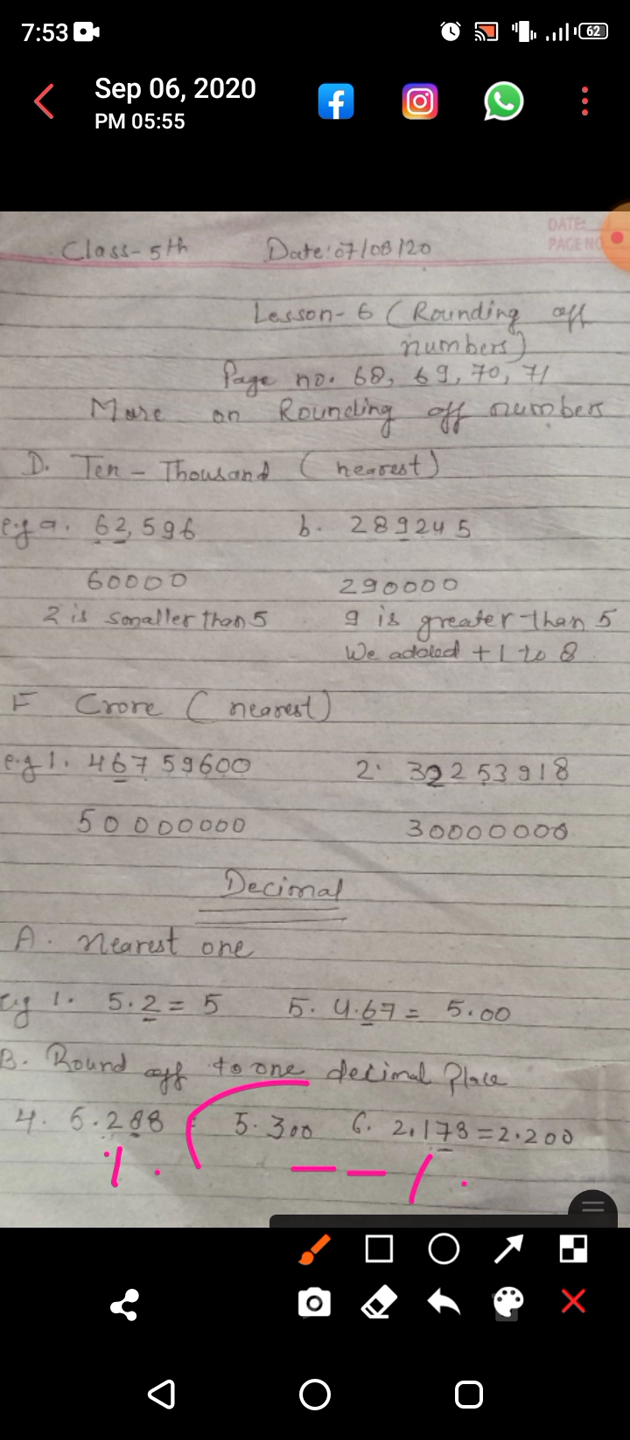 7:53
62
Sep 06, 2020
PM 05:55
DATE:
PAGE NO
Class-5th Date:07/08/20
Lesson-6 (Rounding off
numbers)
Page no. 68, 69, 70, 71
More on Rounding off numbers
D. Ten - Thousand (nearest)
e.g a. 62,596 b. 289245
60000 290000
2 is smaller than 5 9 is greater than 5
We added +1 to 8
F Crore (nearest)
e.g 1. 46759600 2. 32253918
50000000 30000000
Decimal
A. Nearest one
e.g 1. 5.2 = 5 5. 4.67 = 5.00
B. Round off to one decimal Place
4. 5.288 = 5.300 6. 2.178 = 2.200